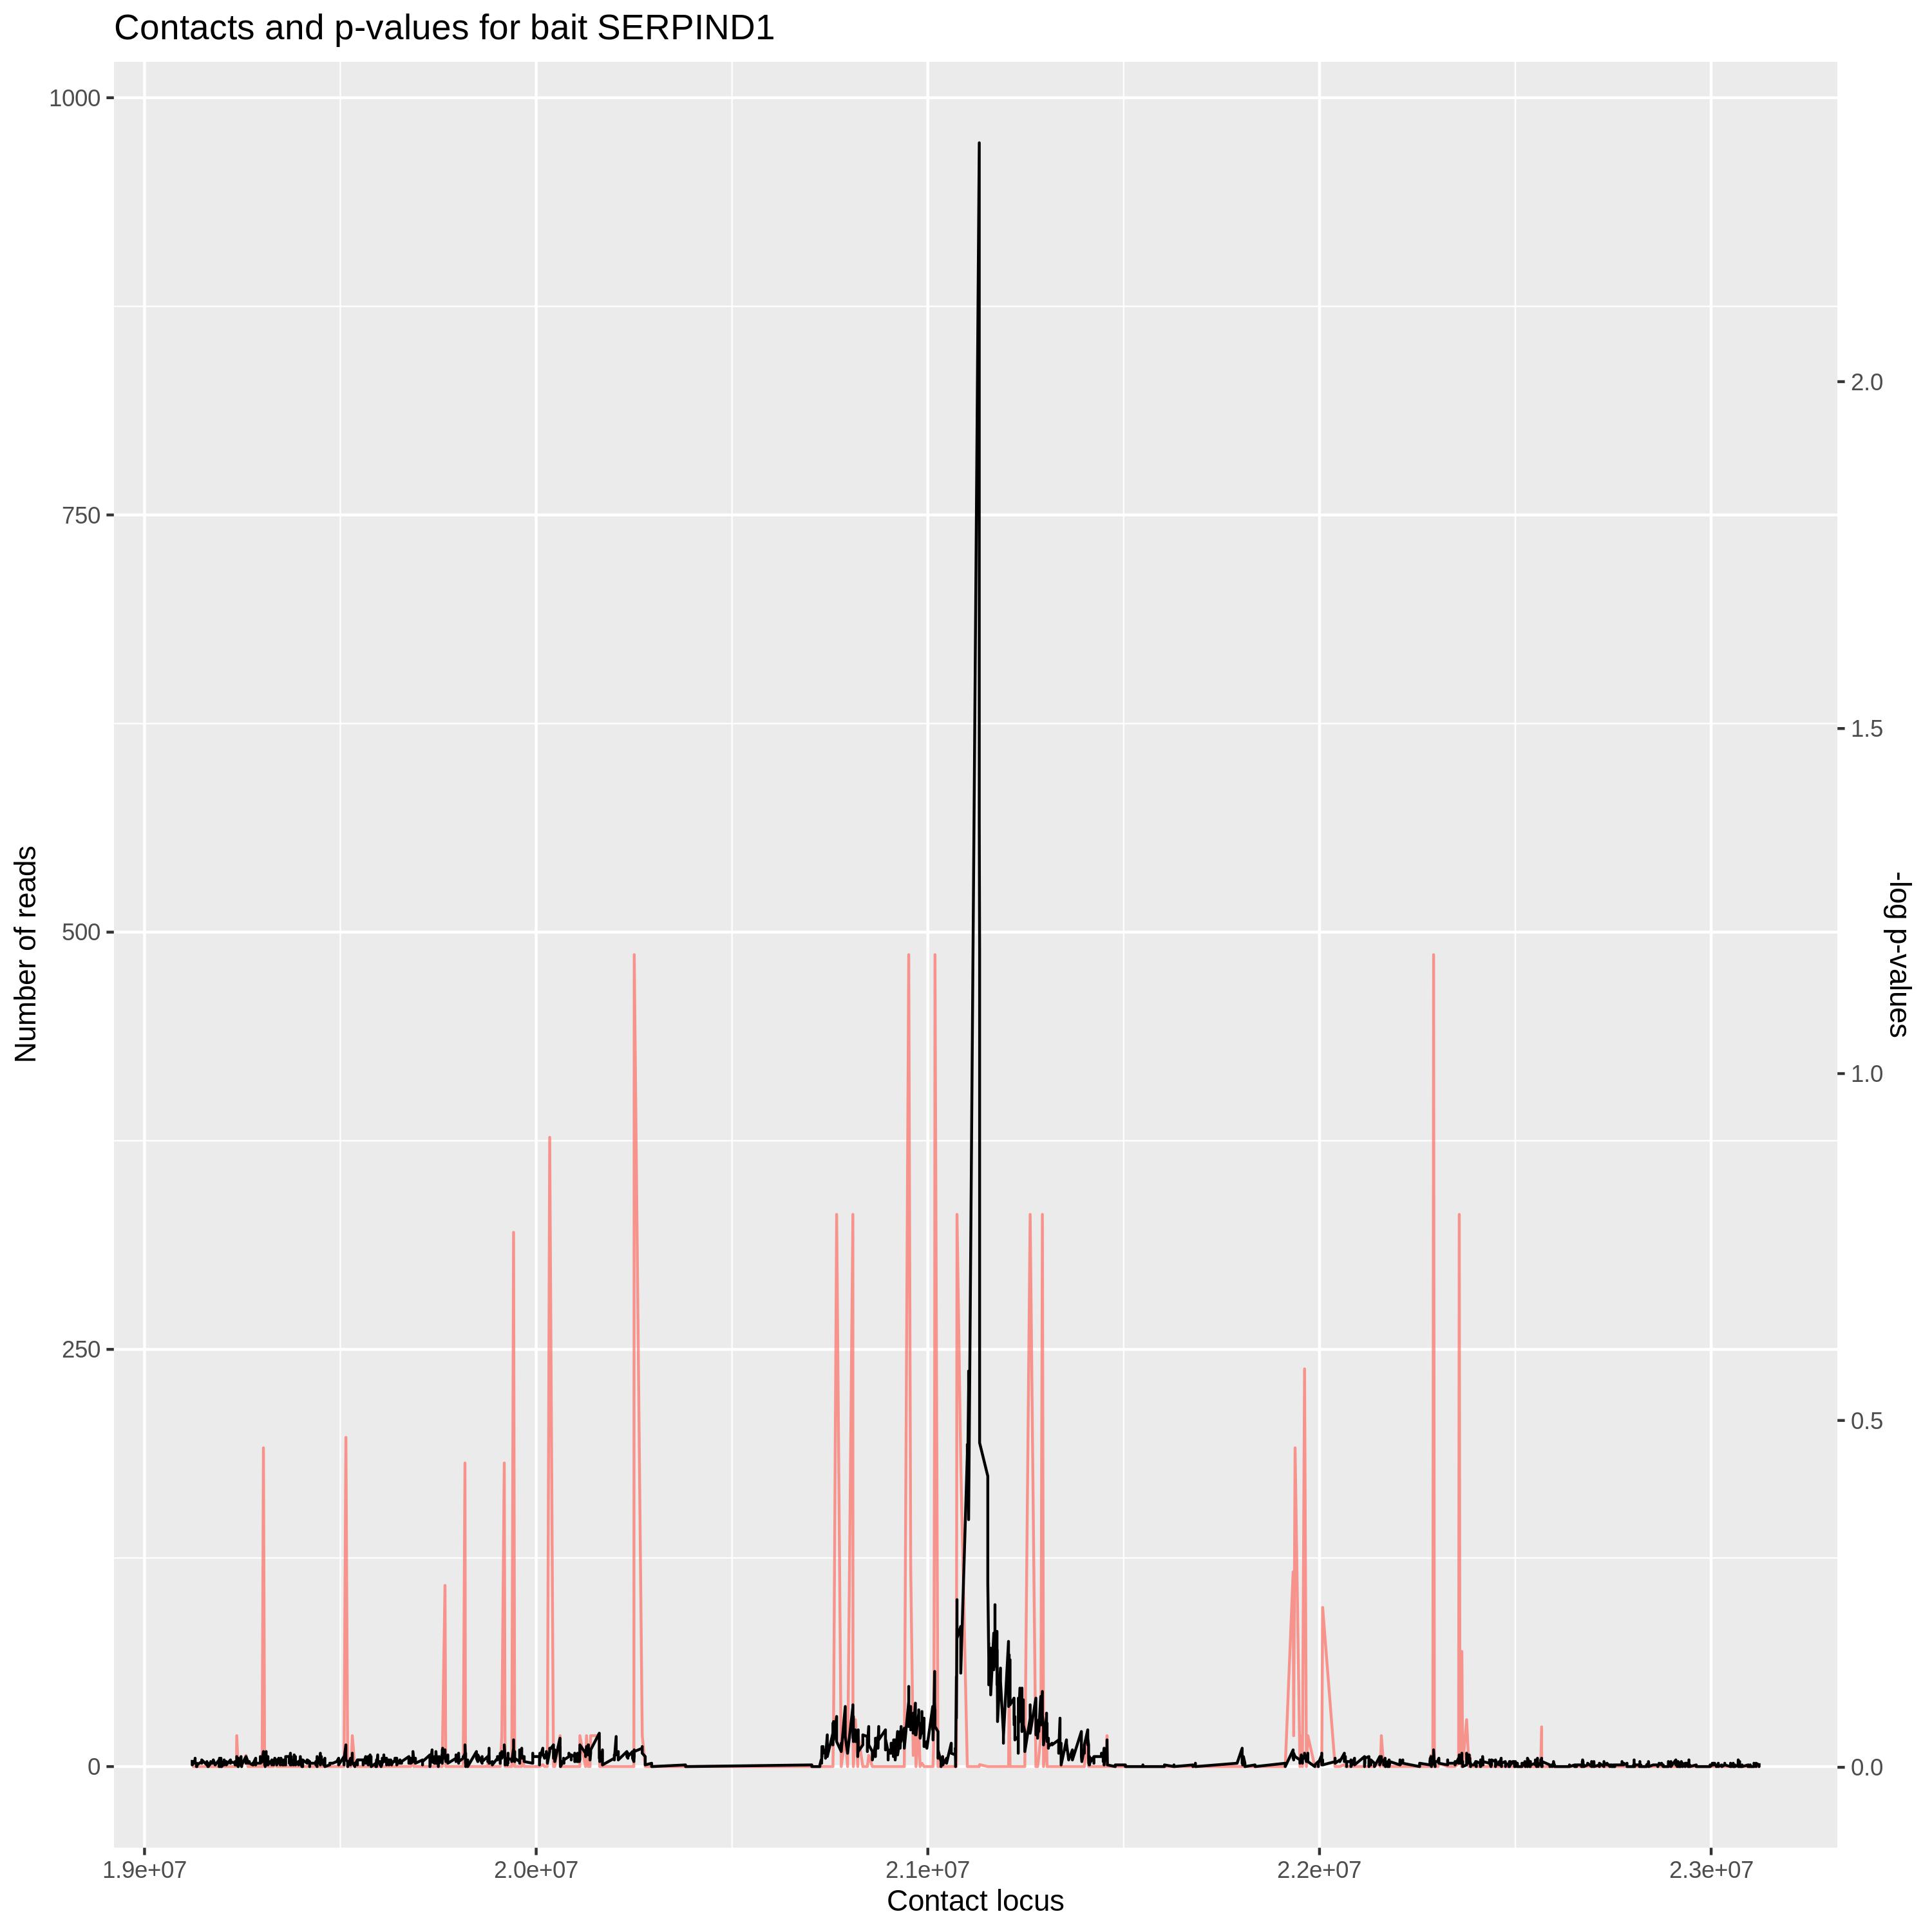 Contacts and p-values for bait SERPIND1
1000
750
500
250
0
Number of reads
2.0
1.5
1.0
0.5
0.0
-log p-values
1.9e+07 2.0e+07 2.1e+07 2.2e+07 2.3e+07
Contact locus